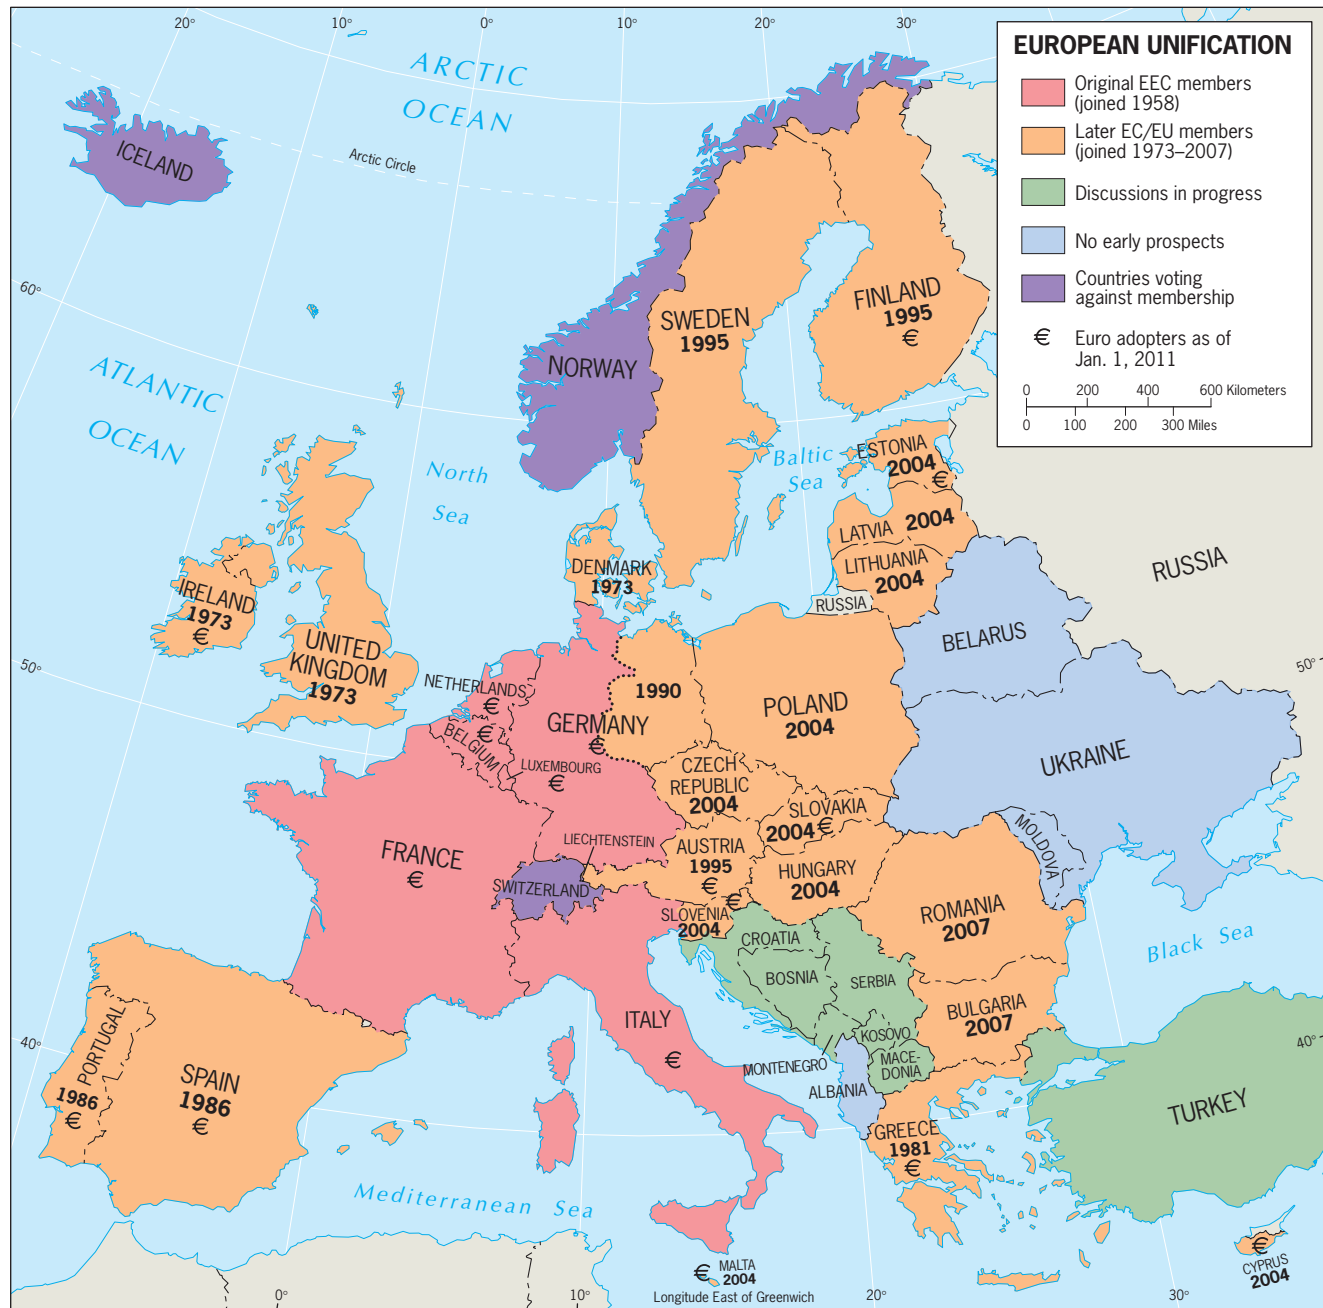 20°
10°
0°
10°
20°
30°
EUROPEAN UNIFICATION
Original EEC members
(joined 1958)
Later EC/EU members
(joined 1973–2007)
Discussions in progress
No early prospects
Countries voting
against membership
€ Euro adopters as of
Jan. 1, 2011
0 200 400 600 Kilometers
0 100 200 300 Miles
ARCTIC
OCEAN
Arctic Circle
ICELAND
60°
ATLANTIC
OCEAN
North
Sea
NORWAY
SWEDEN
1995
FINLAND
1995
€
Baltic
Sea
ESTONIA
2004
€
LATVIA 2004
LITHUANIA
2004
RUSSIA
RUSSIA
DENMARK
1973
IRELAND
1973
€
UNITED
KINGDOM
1973
50°
50°
NETHERLANDS
€
BELGIUM
€
LUXEMBOURG
€
GERMANY
€
1990
POLAND
2004
BELARUS
UKRAINE
MOLDOVA
CZECH
REPUBLIC
2004
SLOVAKIA
2004 €
LIECHTENSTEIN
AUSTRIA
1995
€
HUNGARY
2004
FRANCE
€
SWITZERLAND
SLOVENIA
2004
€
ROMANIA
2007
Black Sea
CROATIA
BOSNIA
SERBIA
BULGARIA
2007
KOSOVO
MONTENEGRO
MACE-
DONIA
ALBANIA
ITALY
€
40°
40°
PORTUGAL
1986
€
SPAIN
1986
€
GREECE
1981
€
TURKEY
Mediterranean Sea
€ MALTA
2004
€
CYPRUS
2004
Longitude East of Greenwich
0°
10°
20°
30°